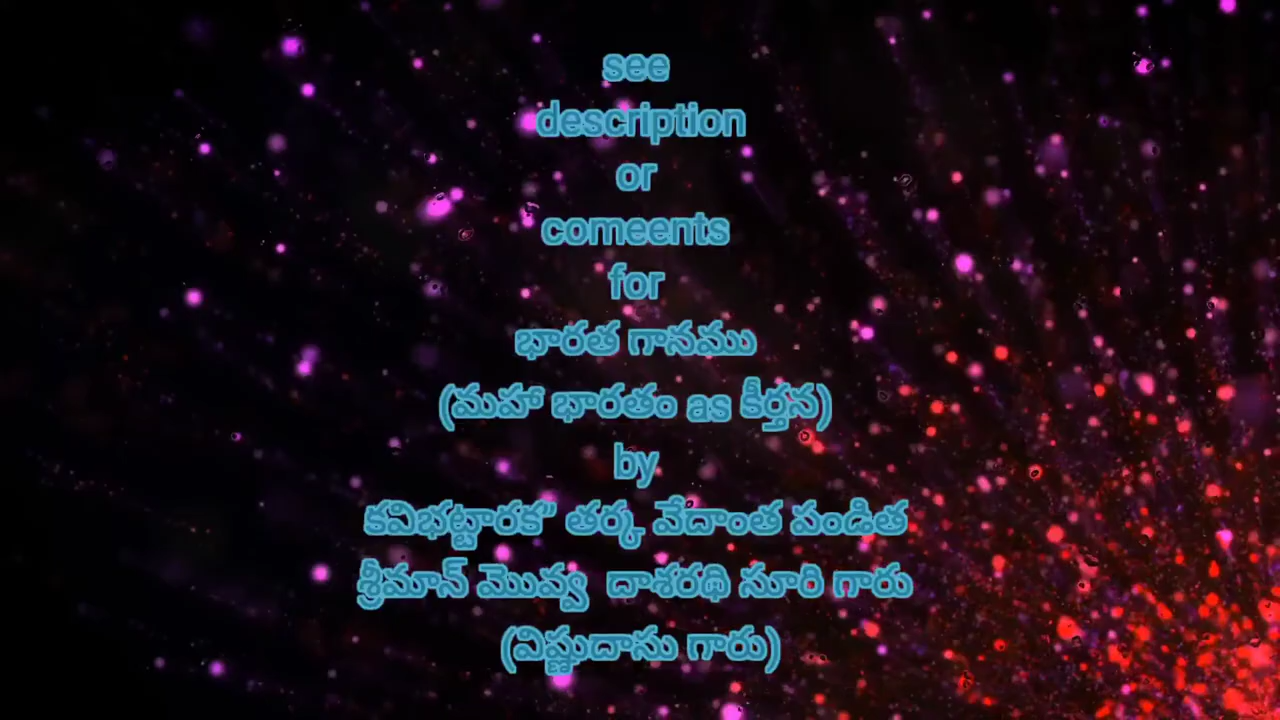 see
description
or
comeents
for
భారత గానము
(మహా భారతం as కీర్తన)
by
కవిభట్టారక" తర్క వేదాంత పండిత
శ్రీమాన్ మొవ్వ దాశరథి సూరి గారు
(విష్ణుదాసు గారు)